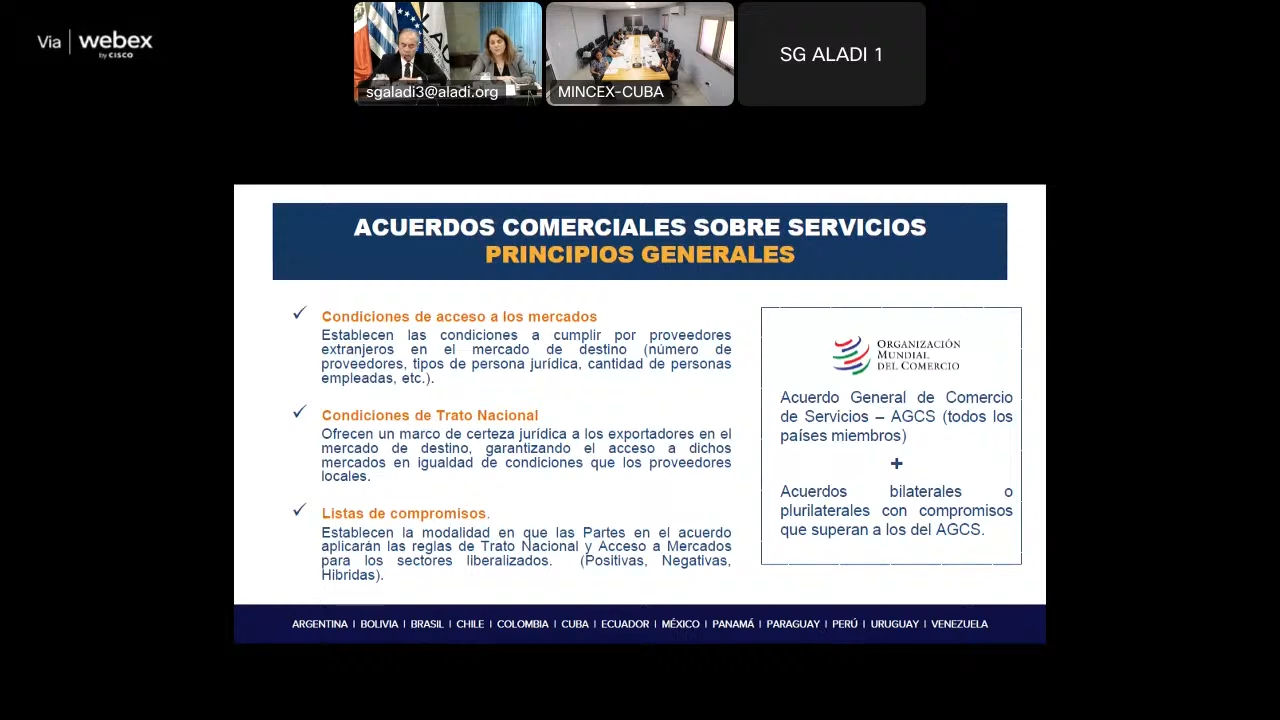 Via | webex
by CISCO
sgaladi3@aladi.org
MINCEX-CUBA
SG ALADI 1
ACUERDOS COMERCIALES SOBRE SERVICIOS
PRINCIPIOS GENERALES
✓ Condiciones de acceso a los mercados
Establecen las condiciones a cumplir por proveedores
extranjeros en el mercado de destino (número de
proveedores, tipos de persona jurídica, cantidad de personas
empleadas, etc.).
✓ Condiciones de Trato Nacional
Ofrecen un marco de certeza jurídica a los exportadores en el
mercado de destino, garantizando el acceso a dichos
mercados en igualdad de condiciones que los proveedores
locales.
✓ Listas de compromisos.
Establecen la modalidad en que las Partes en el acuerdo
aplicarán las reglas de Trato Nacional y Acceso a Mercados
para los sectores liberalizados. (Positivas, Negativas,
Hibridas).
ORGANIZACIÓN
MUNDIAL
DEL COMERCIO
Acuerdo General de Comercio
de Servicios – AGCS (todos los
países miembros)
+
Acuerdos bilaterales o
plurilaterales con compromisos
que superan a los del AGCS.
ARGENTINA | BOLIVIA | BRASIL | CHILE | COLOMBIA | CUBA | ECUADOR | MÉXICO | PANAMÁ | PARAGUAY | PERÚ | URUGUAY | VENEZUELA